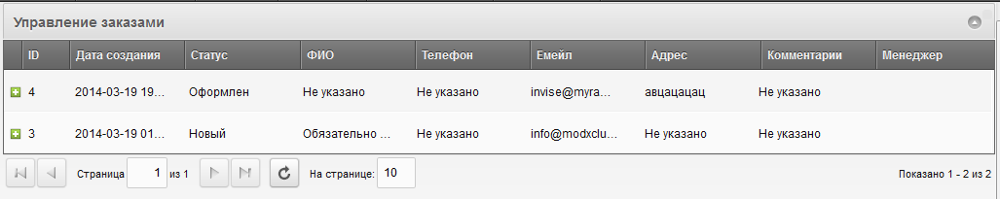 Управление заказами
ID Дата создания Статус ФИО Телефон Емейл Адрес Комментарии Менеджер
4 2014-03-19 19... Оформлен Не указано Не указано invise@myra... авцацацац Не указано
3 2014-03-19 01... Новый Обязательно ... Не указано info@modxclu... Не указано Не указано
Страница 1 из 1 На странице: 10 Показано 1 - 2 из 2